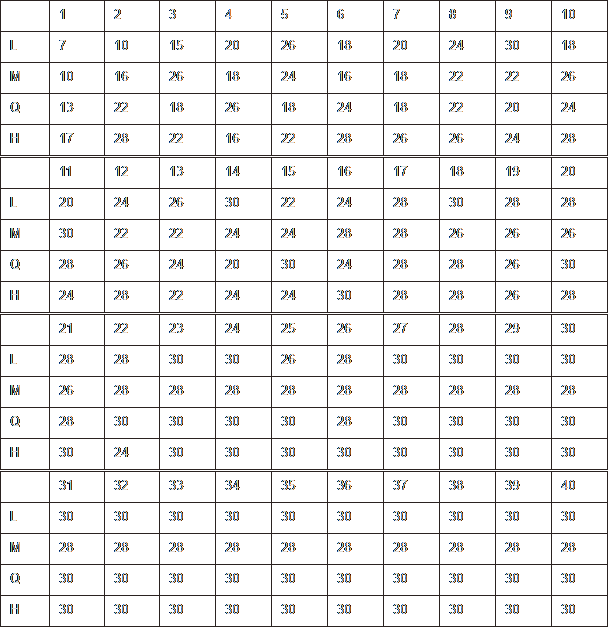 1 2 3 4 5 6 7 8 9 10
L 7 10 15 20 26 18 20 24 30 18
M 10 16 26 18 24 16 18 22 22 26
Q 13 22 18 26 18 24 18 22 20 24
H 17 28 22 16 22 28 26 26 24 28
11 12 13 14 15 16 17 18 19 20
L 20 24 26 30 22 24 28 30 28 28
M 30 22 22 24 24 28 28 26 26 26
Q 28 26 24 20 30 24 28 28 26 30
H 24 28 22 24 24 30 28 28 26 28
21 22 23 24 25 26 27 28 29 30
L 28 28 30 30 26 28 30 30 30 30
M 26 28 28 28 28 28 28 28 28 28
Q 28 30 30 30 30 28 30 30 30 30
H 30 24 30 30 30 30 30 30 30 30
31 32 33 34 35 36 37 38 39 40
L 30 30 30 30 30 30 30 30 30 30
M 28 28 28 28 28 28 28 28 28 28
Q 30 30 30 30 30 30 30 30 30 30
H 30 30 30 30 30 30 30 30 30 30